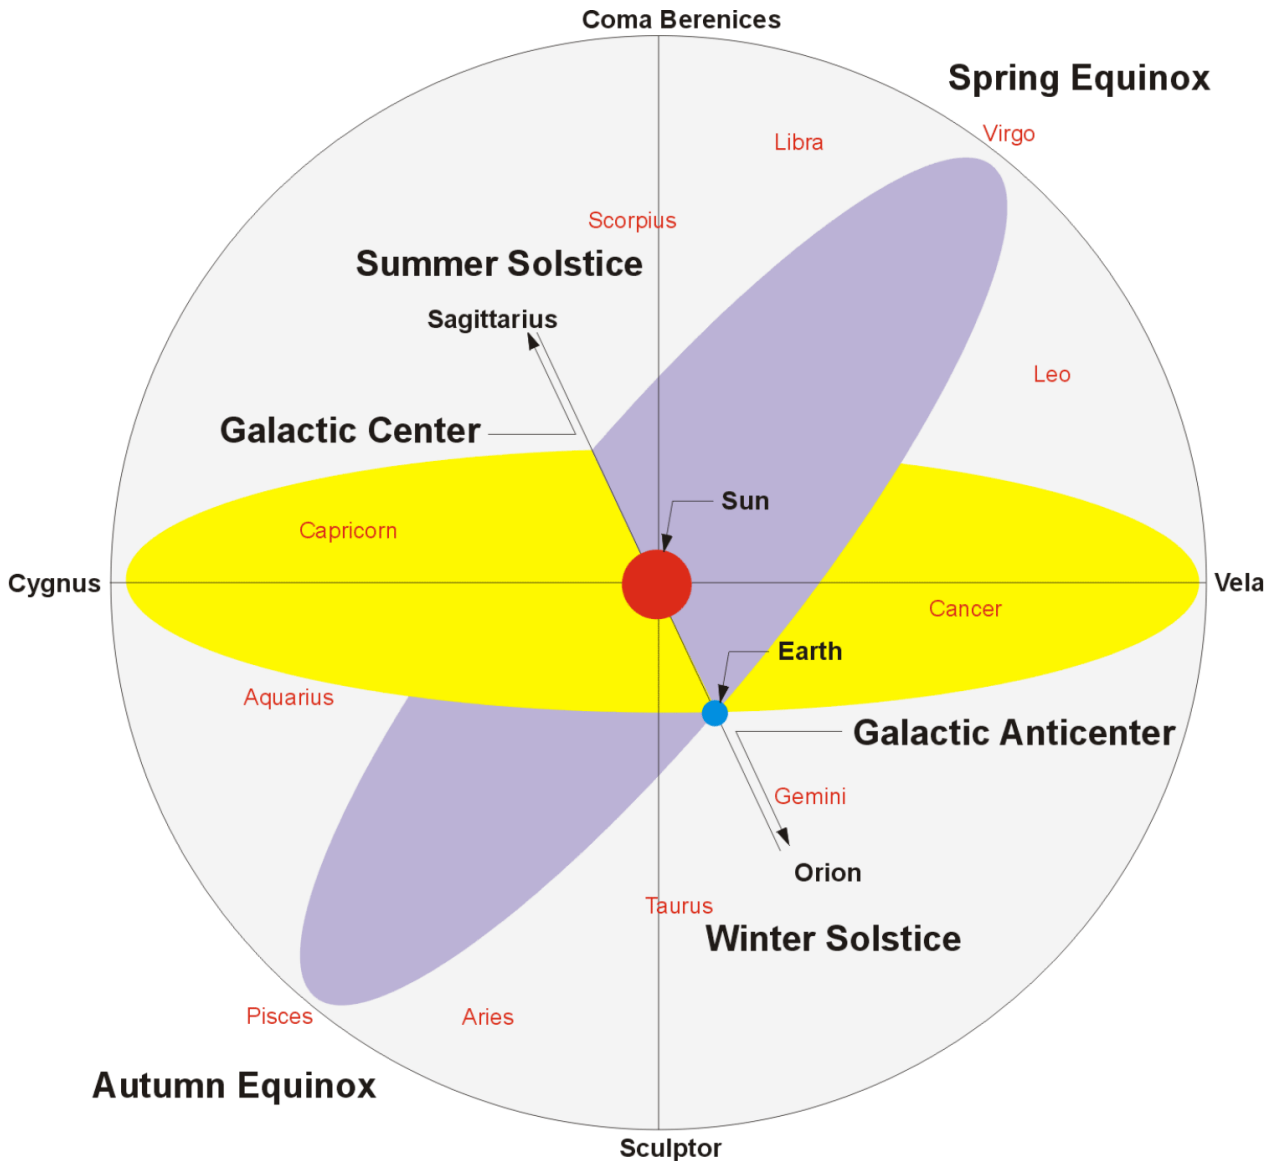 Coma Berenices
Spring Equinox
Virgo
Libra
Scorpius
Summer Solstice
Sagittarius
Leo
Galactic Center
Sun
Capricorn
Cygnus
Vela
Cancer
Earth
Aquarius
Galactic Anticenter
Gemini
Orion
Taurus
Winter Solstice
Pisces
Aries
Autumn Equinox
Sculptor